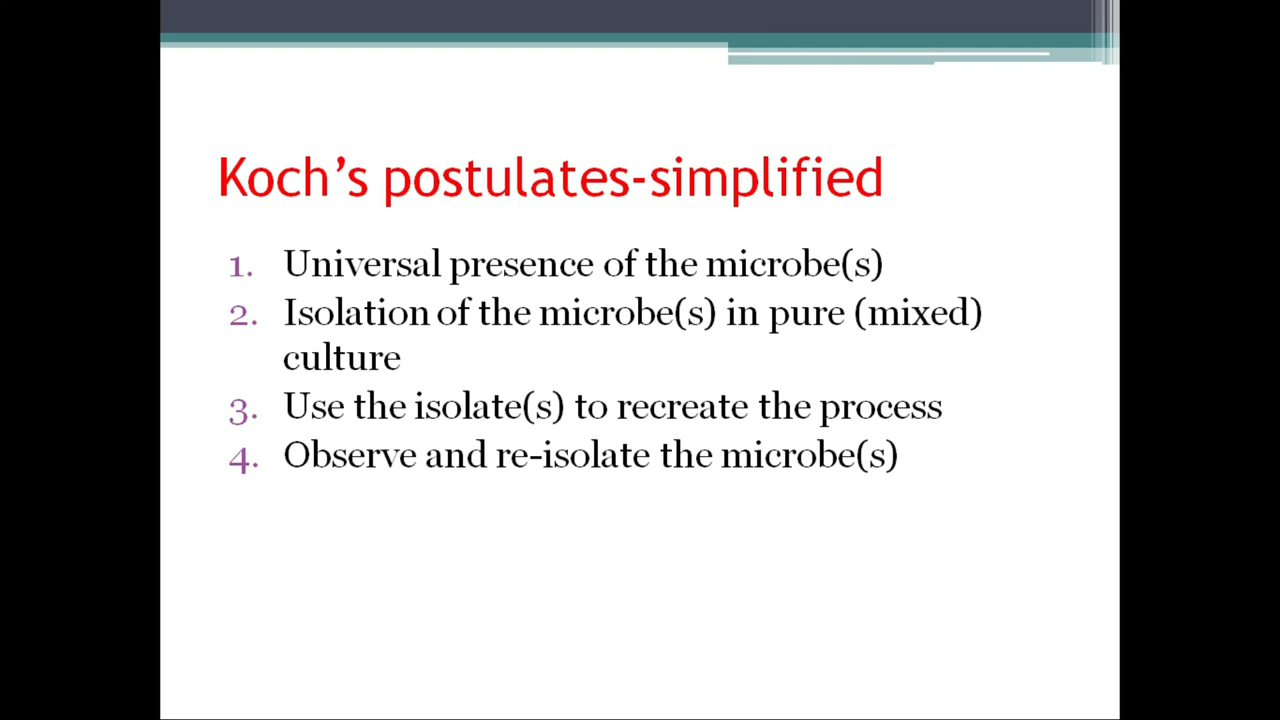 Koch’s postulates-simplified
1. Universal presence of the microbe(s)
2. Isolation of the microbe(s) in pure (mixed)
culture
3. Use the isolate(s) to recreate the process
4. Observe and re-isolate the microbe(s)